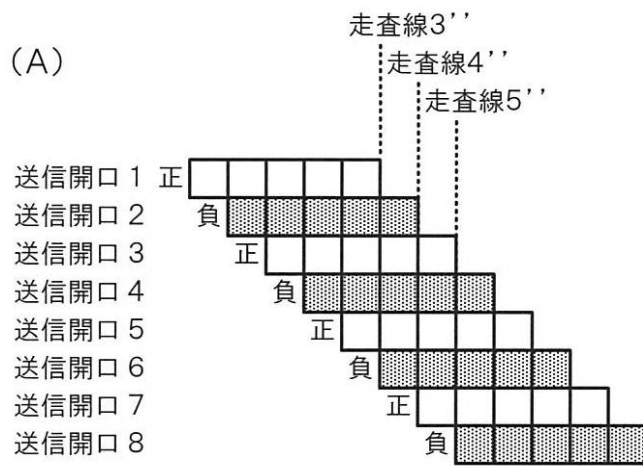 (A)
走査線3’’
走査線4’’
走査線5’’
送信開口 1 正
送信開口 2 負
送信開口 3 正
送信開口 4 負
送信開口 5 正
送信開口 6 負
送信開口 7 正
送信開口 8 負